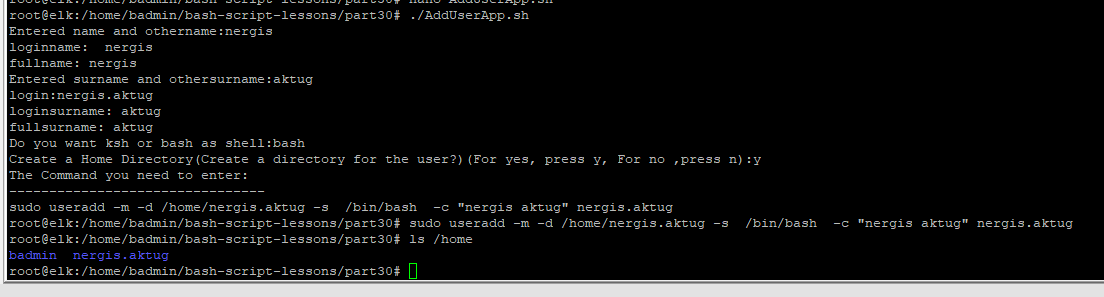 root@elk:/home/badmin/bash-script-lessons/part30# nano AddUserApp.sh
root@elk:/home/badmin/bash-script-lessons/part30# ./AddUserApp.sh
Entered name and othername:nergis
loginname:  nergis
fullname: nergis
Entered surname and othersurname:aktug
login:nergis.aktug
loginsurname: aktug
fullsurname: aktug
Do you want ksh or bash as shell:bash
Create a Home Directory(Create a directory for the user?)(For yes, press y, For no ,press n):y
The Command you need to enter:
--------------------------------
sudo useradd -m -d /home/nergis.aktug -s  /bin/bash  -c "nergis aktug" nergis.aktug
root@elk:/home/badmin/bash-script-lessons/part30# sudo useradd -m -d /home/nergis.aktug -s  /bin/bash  -c "nergis aktug" nergis.aktug
root@elk:/home/badmin/bash-script-lessons/part30# ls /home
badmin  nergis.aktug
root@elk:/home/badmin/bash-script-lessons/part30#